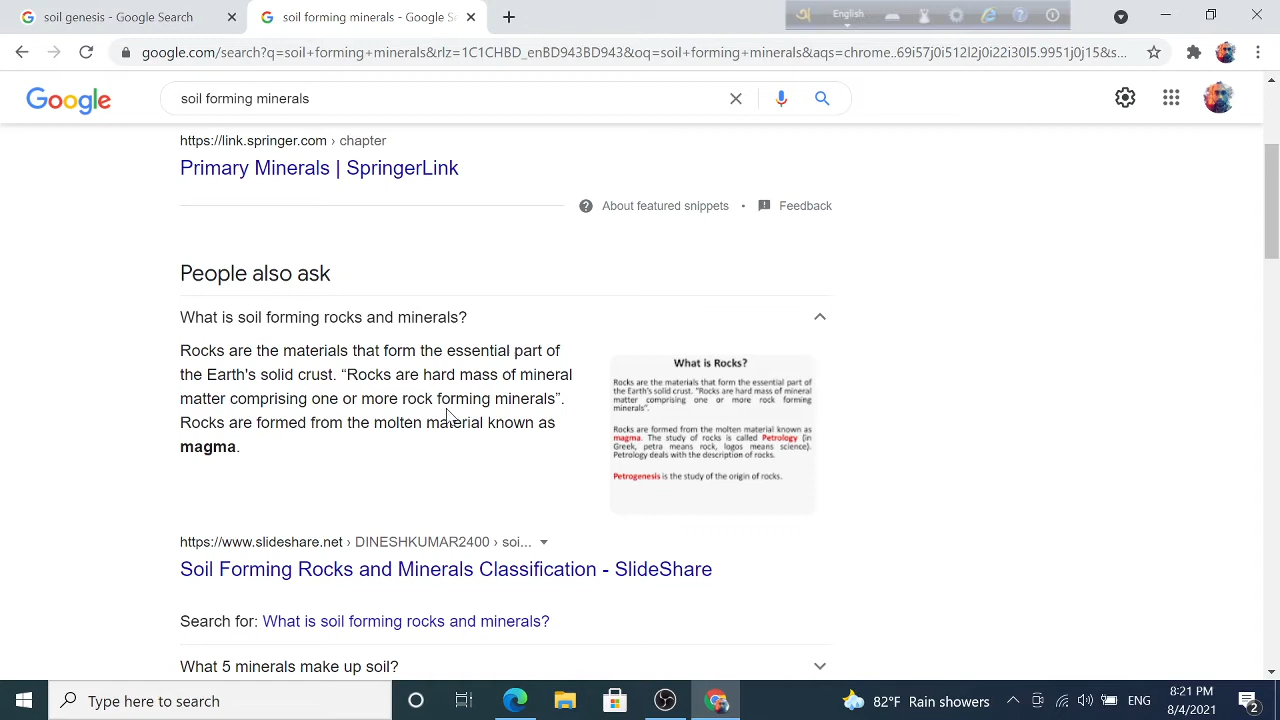 soil genesis - Google Search
soil forming minerals - Google Se
English
google.com/search?q=soil+forming+minerals&rlz=1C1CHBD_enBD943BD943&oq=soil+forming+minerals&aqs=chrome..69i57j0i512l2j0i22i30l5.9951j0j15&s...
Google
soil forming minerals
https://link.springer.com › chapter
Primary Minerals | SpringerLink
About featured snippets • Feedback
People also ask
What is soil forming rocks and minerals?
Rocks are the materials that form the essential part of
the Earth's solid crust. “Rocks are hard mass of mineral
matter comprising one or more rock forming minerals”.
Rocks are formed from the molten material known as
magma.
What is Rocks?
Rocks are the materials that form the essential part of
the Earth's solid crust. "Rocks are hard mass of mineral
matter comprising one or more rock forming
minerals".
Rocks are formed from the molten material known as
magma. The study of rocks is called Petrology (in
Greek, petra means rock, logos means science).
Petrology deals with the description of rocks.
Petrogenesis is the study of the origin of rocks.
https://www.slideshare.net › DINESHKUMAR2400 › soi...
Soil Forming Rocks and Minerals Classification - SlideShare
Search for: What is soil forming rocks and minerals?
What 5 minerals make up soil?
Type here to search
82°F Rain showers
ENG
8:21 PM
8/4/2021
2